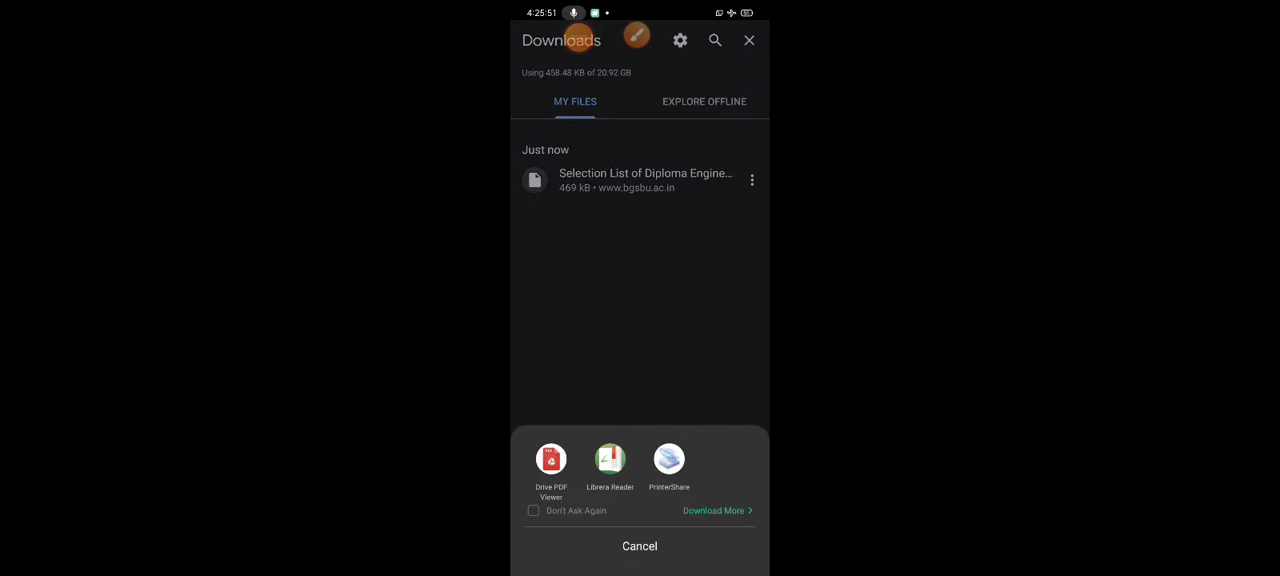 4:25:51
Downloads
Using 458.48 KB of 20.92 GB
MY FILES EXPLORE OFFLINE
Just now
Selection List of Diploma Engine...
469 kB • www.bgsbu.ac.in
Drive PDF Viewer
Librera Reader
PrinterShare
Don't Ask Again
Download More >
Cancel